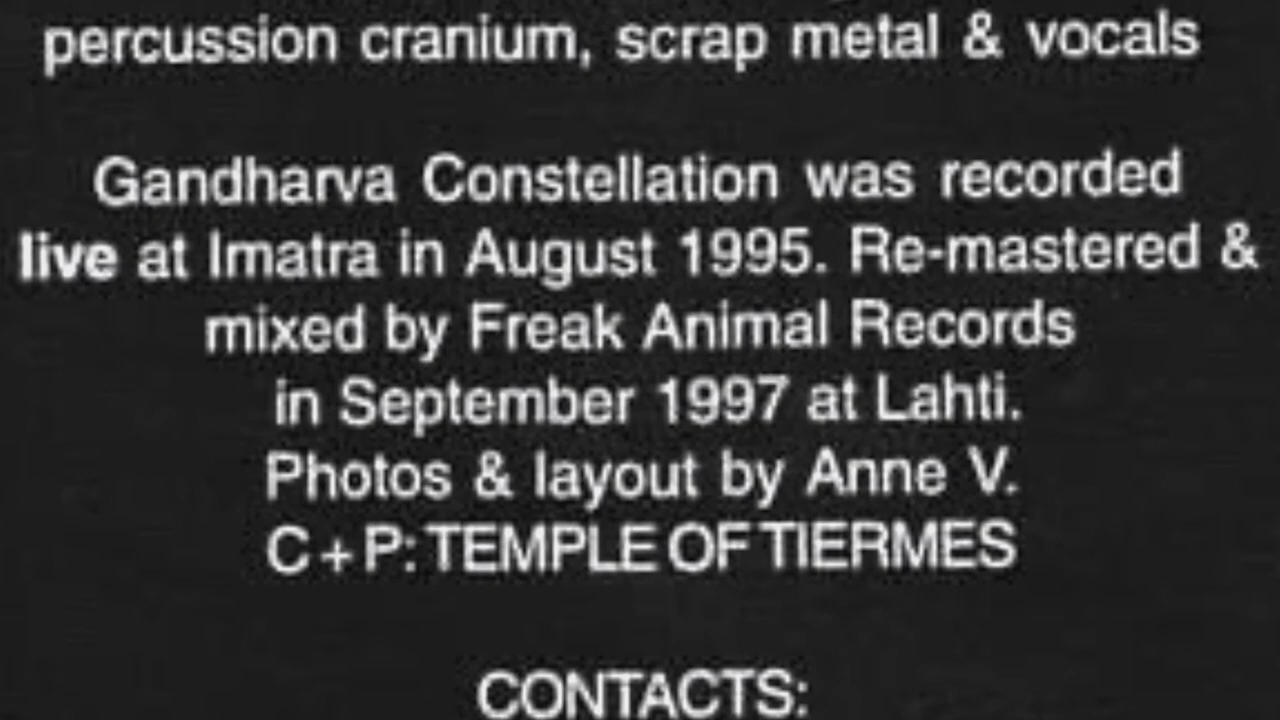 percussion cranium, scrap metal & vocals
Gandharva Constellation was recorded
live at Imatra in August 1995. Re-mastered &
mixed by Freak Animal Records
in September 1997 at Lahti.
Photos & layout by Anne V.
C+P: TEMPLE OF TIERMES
CONTACTS: